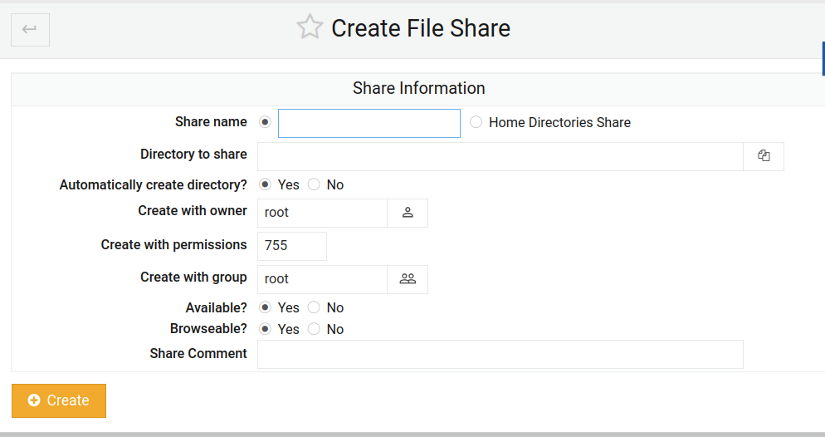 Create File Share
Share Information
Share name Home Directories Share
Directory to share
Automatically create directory? Yes No
Create with owner root
Create with permissions 755
Create with group root
Available? Yes No
Browseable? Yes No
Share Comment
Create